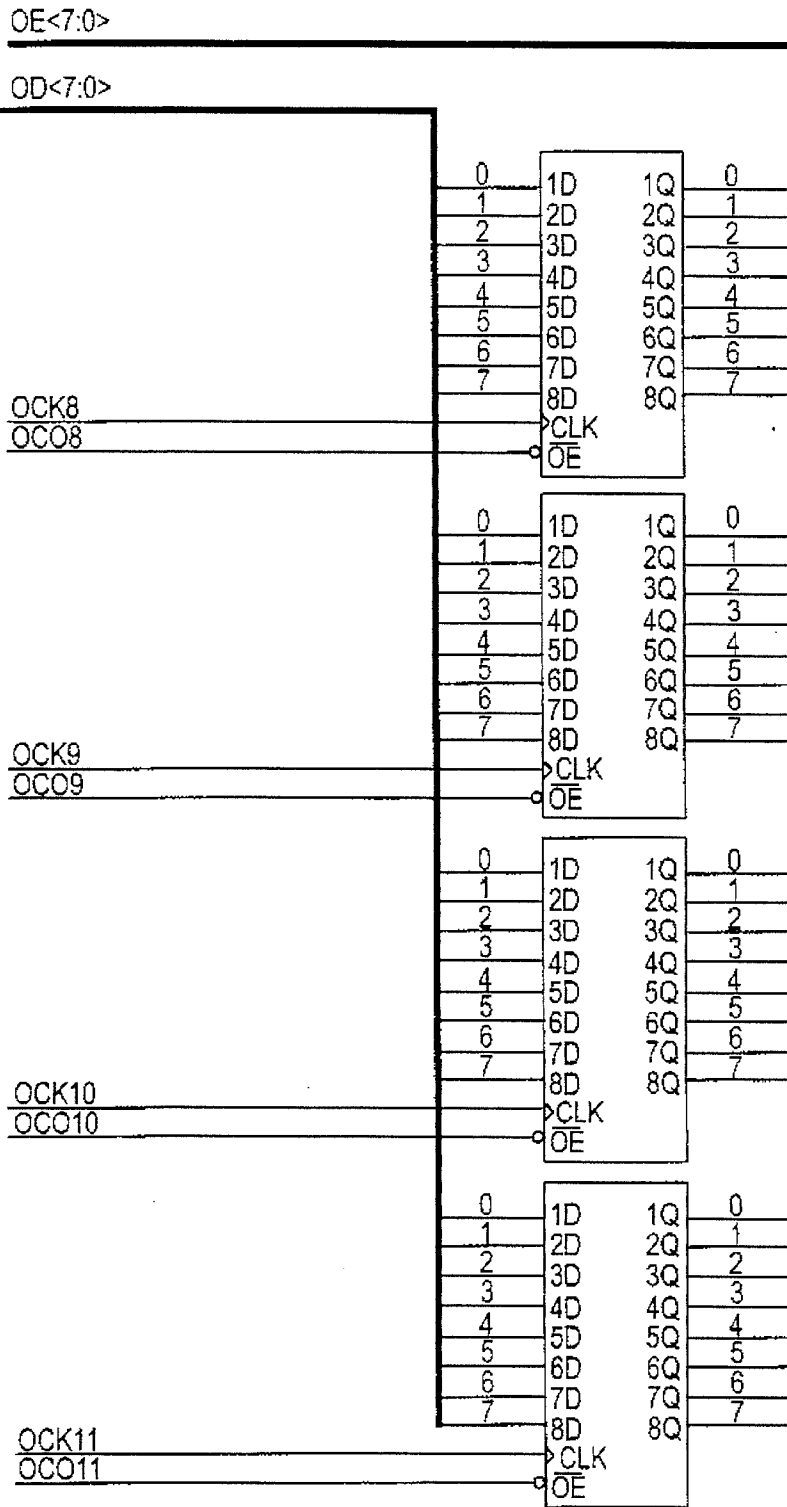 OE<7:0>
OD<7:0>
0 1D 1Q 0
1 2D 2Q 1
2 3D 3Q 2
3 4D 4Q 3
4 5D 5Q 4
5 6D 6Q 5
6 7D 7Q 6
7 8D 8Q 7
OCK8 CLK
OCO8 OE
0 1D 1Q 0
1 2D 2Q 1
2 3D 3Q 2
3 4D 4Q 3
4 5D 5Q 4
5 6D 6Q 5
6 7D 7Q 6
7 8D 8Q 7
OCK9 CLK
OCO9 OE
0 1D 1Q 0
1 2D 2Q 1
2 3D 3Q 2
3 4D 4Q 3
4 5D 5Q 4
5 6D 6Q 5
6 7D 7Q 6
7 8D 8Q 7
OCK10 CLK
OCO10 OE
0 1D 1Q 0
1 2D 2Q 1
2 3D 3Q 2
3 4D 4Q 3
4 5D 5Q 4
5 6D 6Q 5
6 7D 7Q 6
7 8D 8Q 7
OCK11 CLK
OCO11 OE